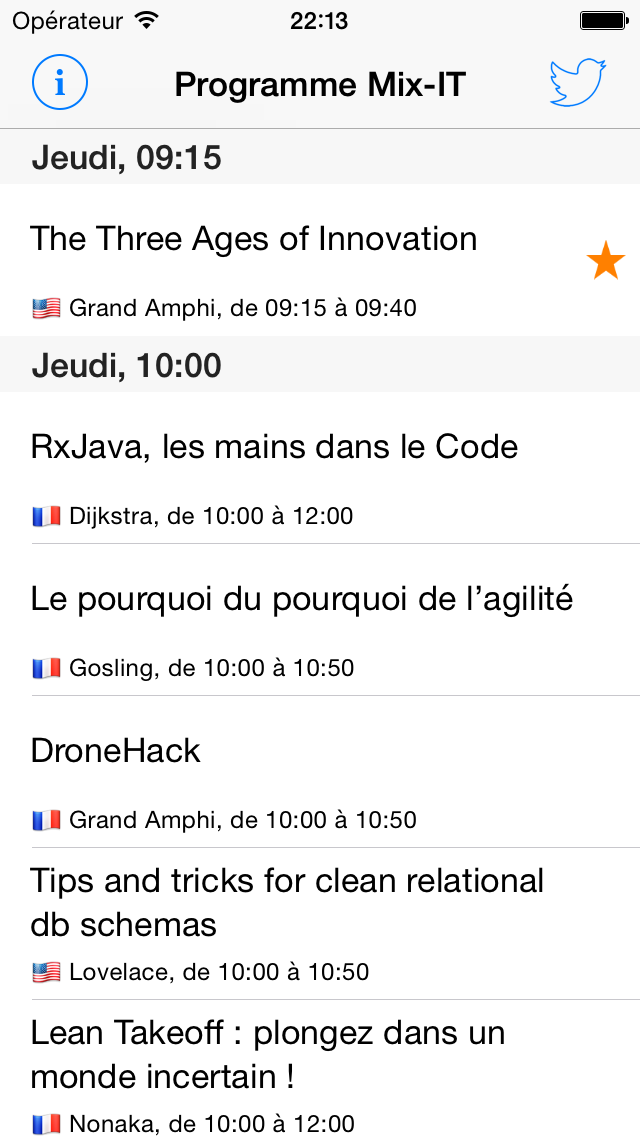 Opérateur 22:13
i Programme Mix-IT
Jeudi, 09:15
The Three Ages of Innovation
Grand Amphi, de 09:15 à 09:40
Jeudi, 10:00
RxJava, les mains dans le Code
Dijkstra, de 10:00 à 12:00
Le pourquoi du pourquoi de l’agilité
Gosling, de 10:00 à 10:50
DroneHack
Grand Amphi, de 10:00 à 10:50
Tips and tricks for clean relational
db schemas
Lovelace, de 10:00 à 10:50
Lean Takeoff : plongez dans un
monde incertain !
Nonaka, de 10:00 à 12:00